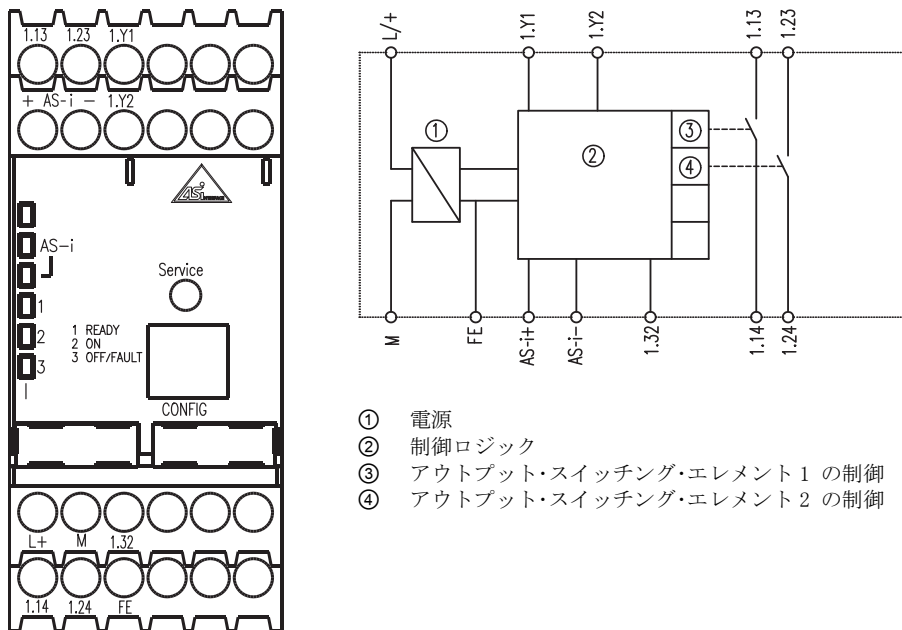 1.13 1.23 1.Y1
+ AS-i − 1.Y2
ASi INTERFACE
AS-i
Service
1
2
3
1 READY
2 ON
3 OFF/FAULT
CONFIG
L+ M 1.32
1.14 1.24 FE
L/+ 1.Y1 1.Y2 1.13 1.23
①
②
③
④
M FE AS-i+ AS-i− 1.32 1.14 1.24
① 電源
② 制御ロジック
③ アウトプット・スイッチング・エレメント 1 の制御
④ アウトプット・スイッチング・エレメント 2 の制御